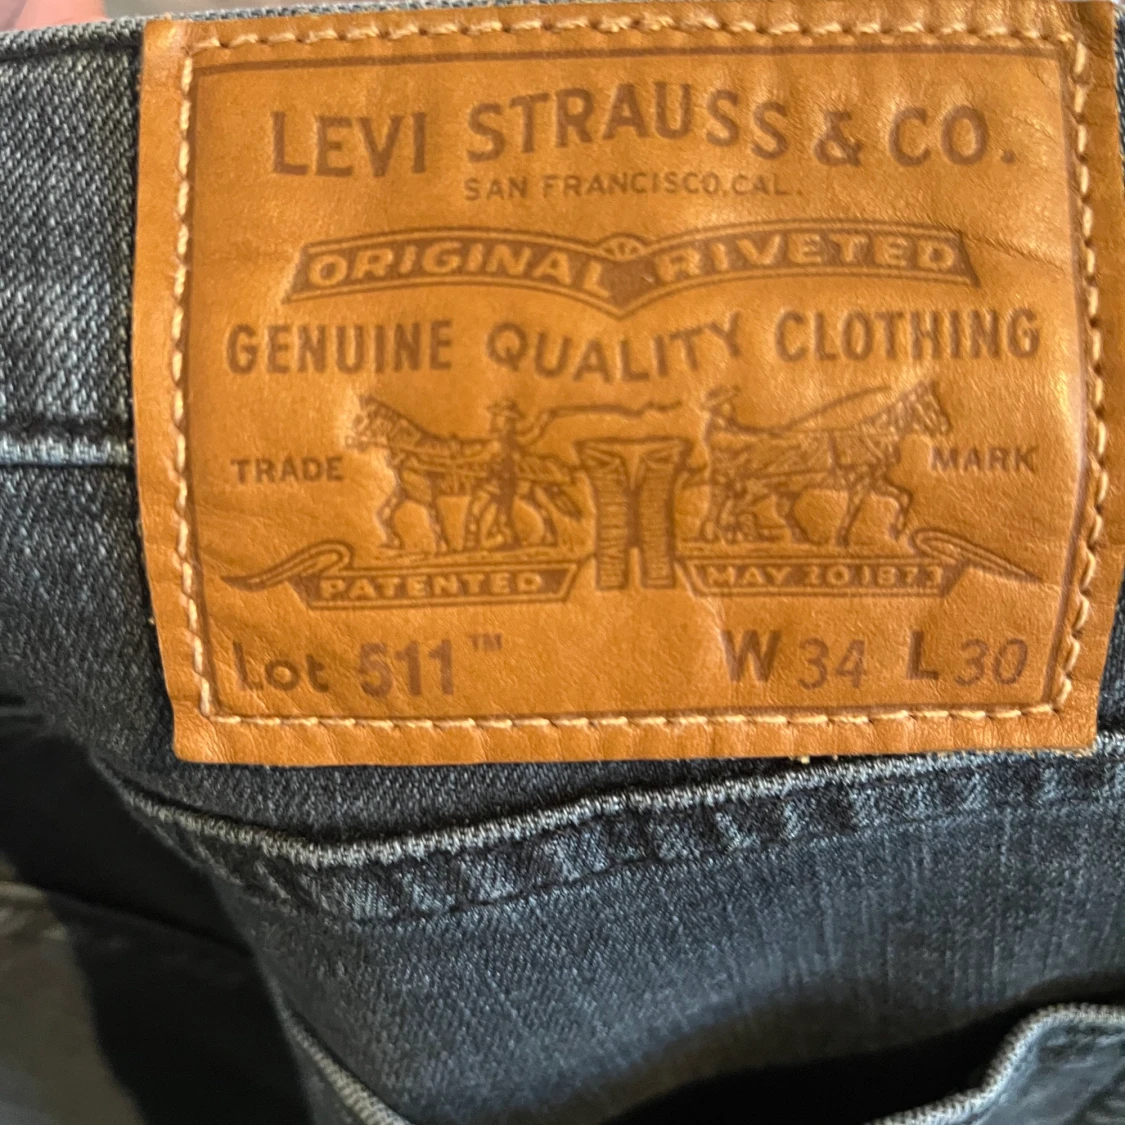 LEVI STRAUSS & CO.
SAN FRANCISCO, CAL.
ORIGINAL RIVETED
GENUINE QUALITY CLOTHING
TRADE MARK
PATENTED MAY 20 1873
Lot 511™ W 34 L 30